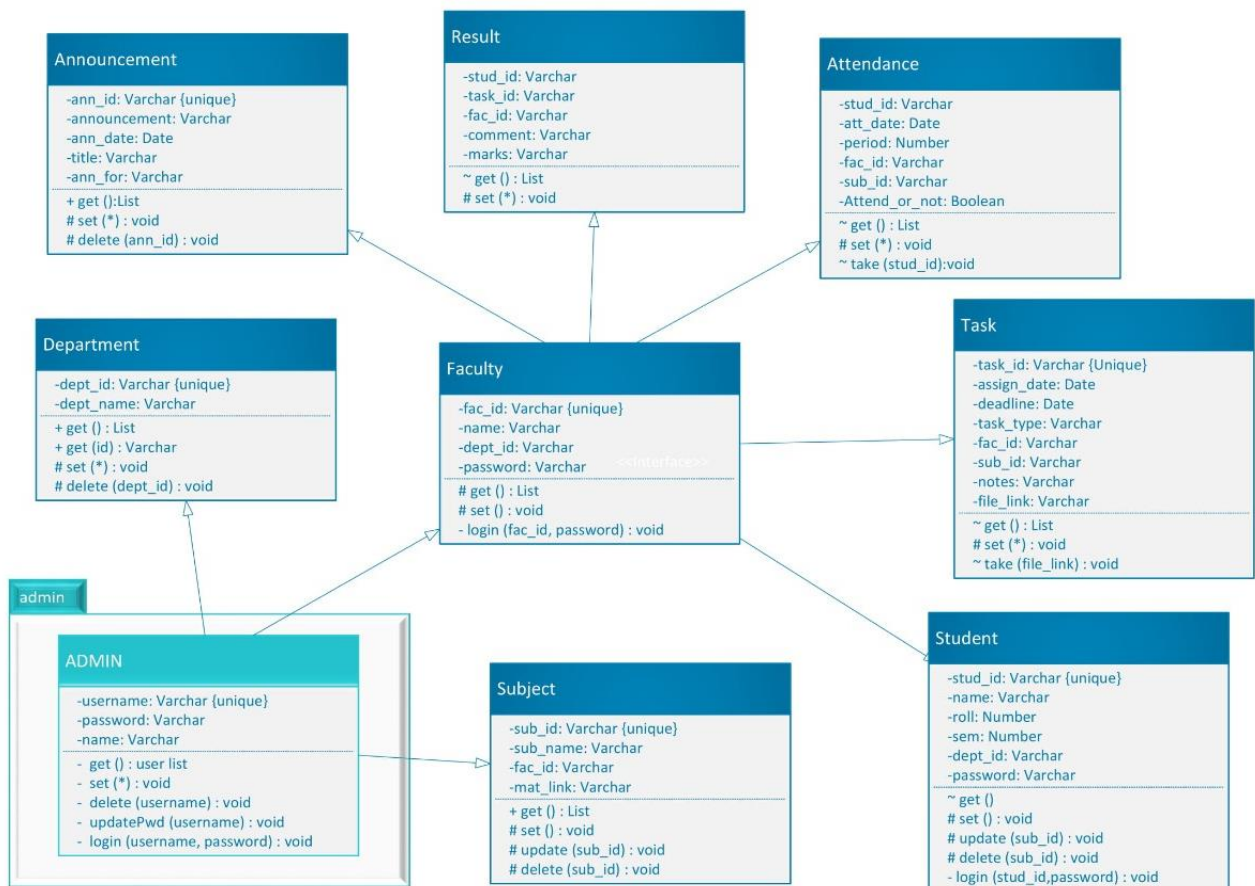 Announcement
-ann_id: Varchar {unique}
-announcement: Varchar
-ann_date: Date
-title: Varchar
-ann_for: Varchar
+ get ():List
# set (*) : void
# delete (ann_id) : void
Result
-stud_id: Varchar
-task_id: Varchar
-fac_id: Varchar
-comment: Varchar
-marks: Varchar
~ get () : List
# set (*) : void
Attendance
-stud_id: Varchar
-att_date: Date
-period: Number
-fac_id: Varchar
-sub_id: Varchar
-Attend_or_not: Boolean
~ get () : List
# set (*) : void
~ take (stud_id):void
Department
-dept_id: Varchar {unique}
-dept_name: Varchar
+ get () : List
+ get (id) : Varchar
# set (*) : void
# delete (dept_id) : void
Faculty
-fac_id: Varchar {unique}
-name: Varchar
-dept_id: Varchar
-password: Varchar
<<interface>>
# get () : List
# set () : void
- login (fac_id, password) : void
Task
-task_id: Varchar {Unique}
-assign_date: Date
-deadline: Date
-task_type: Varchar
-fac_id: Varchar
-sub_id: Varchar
-notes: Varchar
-file_link: Varchar
~ get () : List
# set (*) : void
~ take (file_link) : void
admin
ADMIN
-username: Varchar {unique}
-password: Varchar
-name: Varchar
- get () : user list
- set (*) : void
- delete (username) : void
- updatePwd (username) : void
- login (username, password) : void
Subject
-sub_id: Varchar {unique}
-sub_name: Varchar
-fac_id: Varchar
-mat_link: Varchar
+ get () : List
# set () : void
# update (sub_id) : void
# delete (sub_id) : void
Student
-stud_id: Varchar {unique}
-name: Varchar
-roll: Number
-sem: Number
-dept_id: Varchar
-password: Varchar
~ get ()
# set () : void
# update (sub_id) : void
# delete (sub_id) : void
- login (stud_id,password) : void